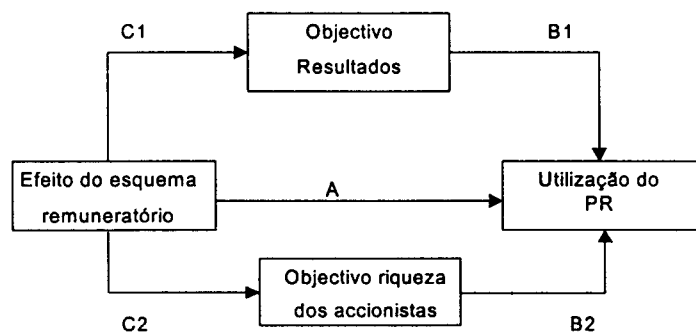 C1
Objectivo
Resultados
B1
Efeito do esquema
remuneratório
A
Utilização do
PR
Objectivo riqueza
dos accionistas
C2
B2